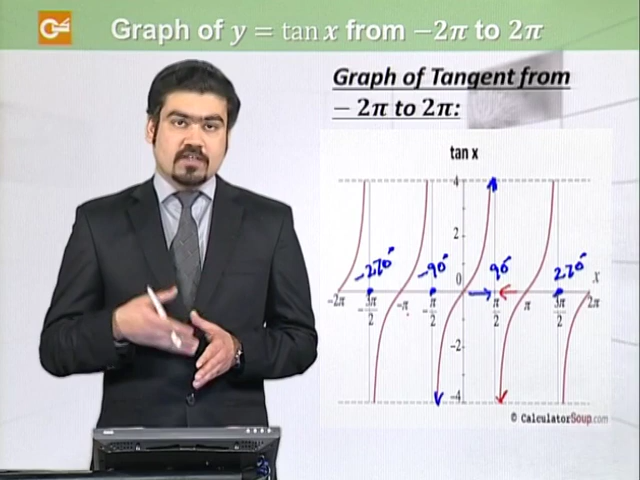 Graph of y = tan x from −2π to 2π
Graph of Tangent from
− 2π to 2π:
tan x
4
2
−270° −90° 0 90° 270° x
−2π −3π/2 −π −π/2 π/2 π 3π/2 2π
−2
−4
© CalculatorSoup.com